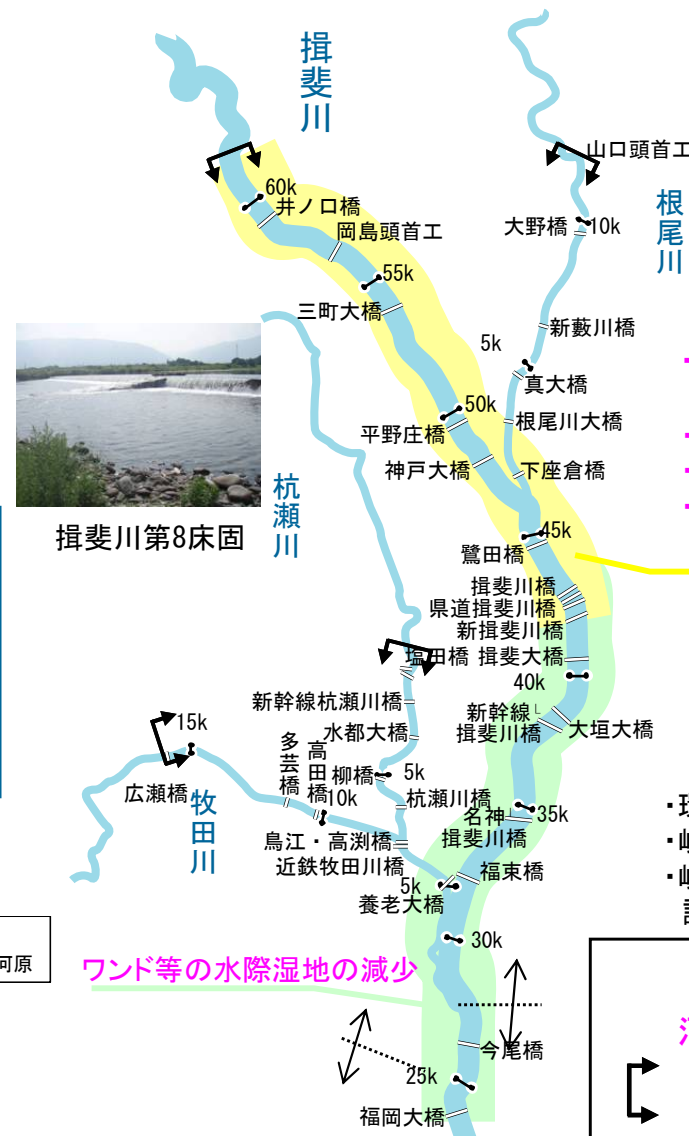 揖斐川
山口頭首工
根尾川
60k
井ノ口橋
大野橋
10k
岡島頭首工
55k
三町大橋
新藪川橋
5k
真大橋
50k
根尾川大橋
平野庄橋
神戸大橋
下座倉橋
杭瀬川
揖斐川第8床固
45k
鷺田橋
揖斐川橋
県道揖斐川橋
新揖斐川橋
塩田橋
揖斐大橋
40k
新幹線杭瀬川橋
新幹線
揖斐川橋
大垣大橋
15k
水都大橋
多芸橋
高田橋
柳橋
5k
広瀬橋
牧田川
10k
杭瀬川橋
名神
揖斐川橋
35k
烏江・高渕橋
近鉄牧田川橋
福束橋
5k
養老大橋
30k
河原
ワンド等の水際湿地の減少
今尾橋
25k
福岡大橋